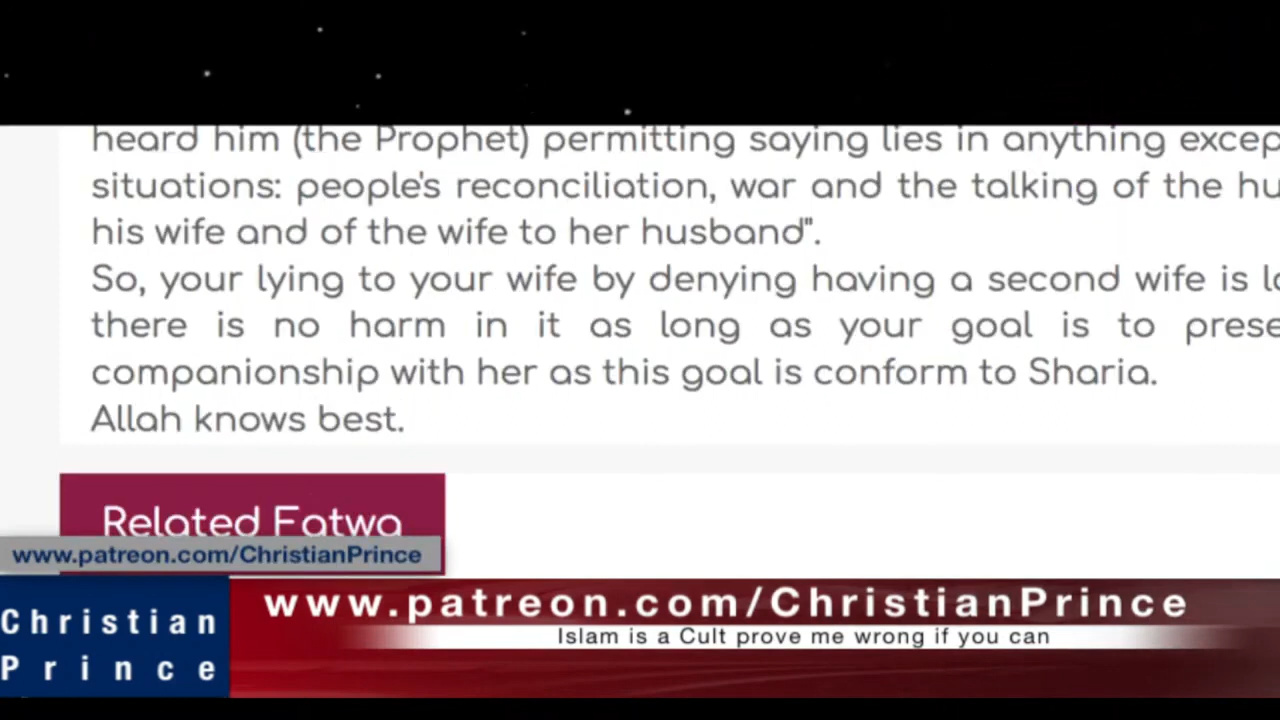 heard him (the Prophet) permitting saying lies in anything
situations: people's reconciliation, war and the talking of the
his wife and of the wife to her husband".
So, your lying to your wife by denying having a second wife is
there is no harm in it as long as your goal is to
companionship with her as this goal is conform to Sharia.
Allah knows best.
Related Fatwa
www.patreon.com/ChristianPrince
Christian
Prince
www.patreon.com/ChristianPrince
Islam is a Cult prove me wrong if you can